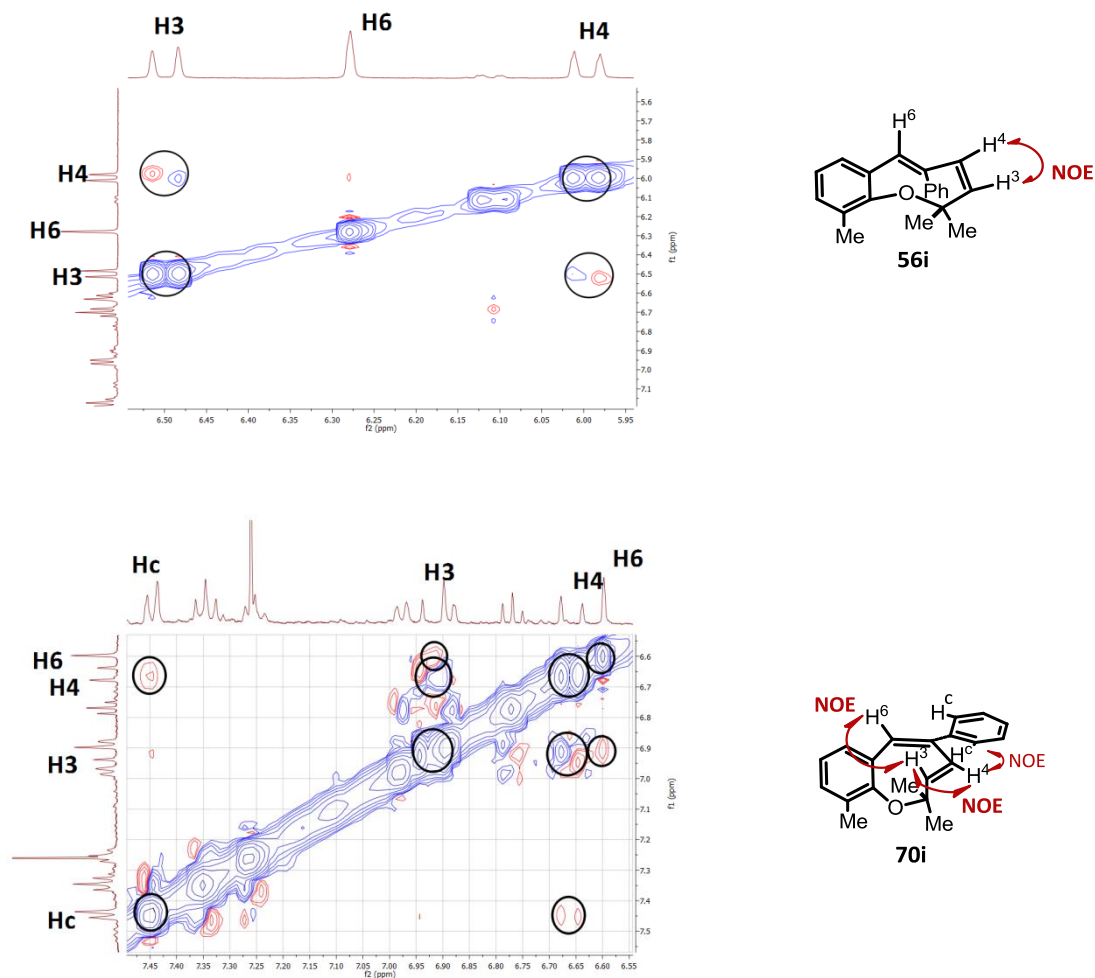 H3 H6 H4
H4
H6
H3
5.6
5.7
5.8
5.9
6.0
6.1
6.2
6.3
6.4
6.5
6.6
6.7
6.8
6.9
7.0
7.1
f1 (ppm)
6.50 6.45 6.40 6.35 6.30 6.25 6.20 6.15 6.10 6.05 6.00 5.95
f2 (ppm)
H6
H4
H3
NOE
Ph
O
Me Me
Me
56i
Hc H3 H4 H6
H6
H4
H3
Hc
6.6
6.7
6.8
6.9
7.0
7.1
7.2
7.3
7.4
7.5
f1 (ppm)
7.45 7.40 7.35 7.30 7.25 7.20 7.15 7.10 7.05 7.00 6.95 6.90 6.85 6.80 6.75 6.70 6.65 6.60 6.55
f2 (ppm)
NOE
H6
Hc
H3
Hc
NOE
H4
Me
NOE
O
Me
Me
70i